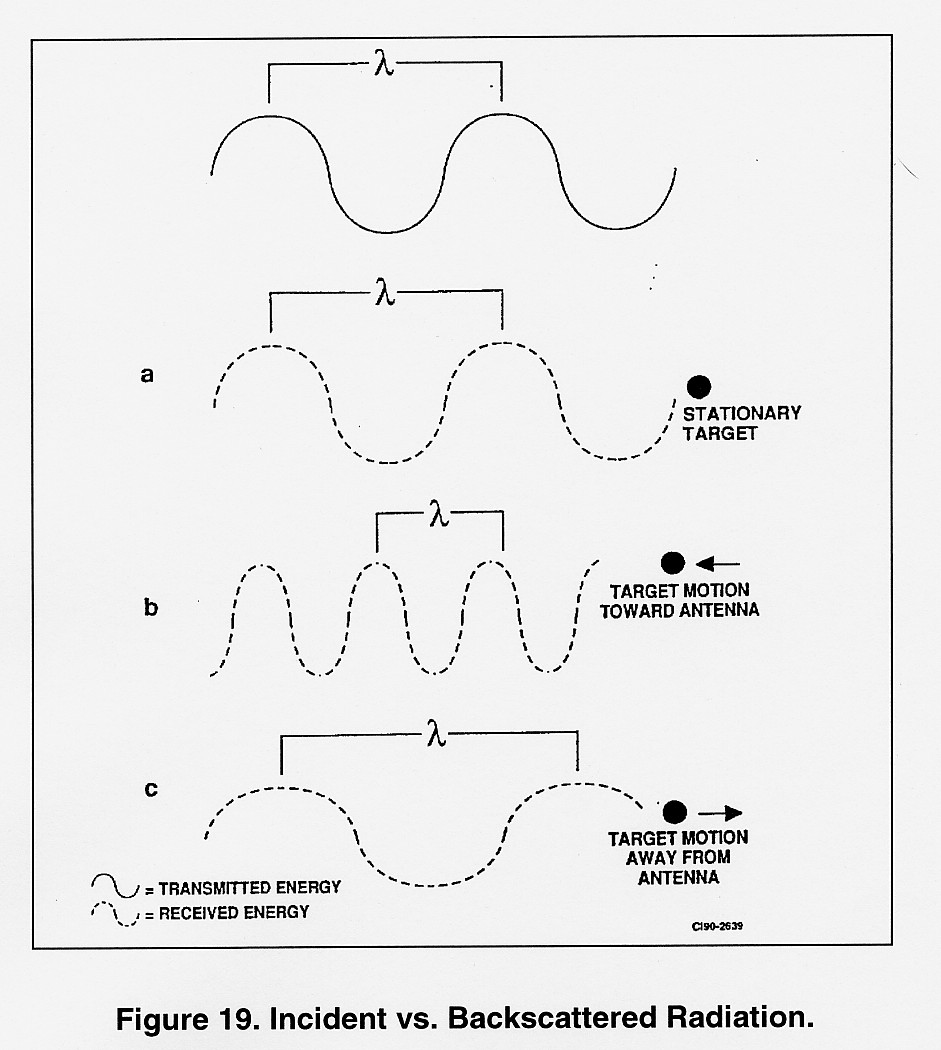 λ
λ
a
STATIONARY
TARGET
λ
b
TARGET MOTION
TOWARD ANTENNA
λ
c
TARGET MOTION
AWAY FROM
ANTENNA
= TRANSMITTED ENERGY
= RECEIVED ENERGY
CI90-2639
Figure 19. Incident vs. Backscattered Radiation.